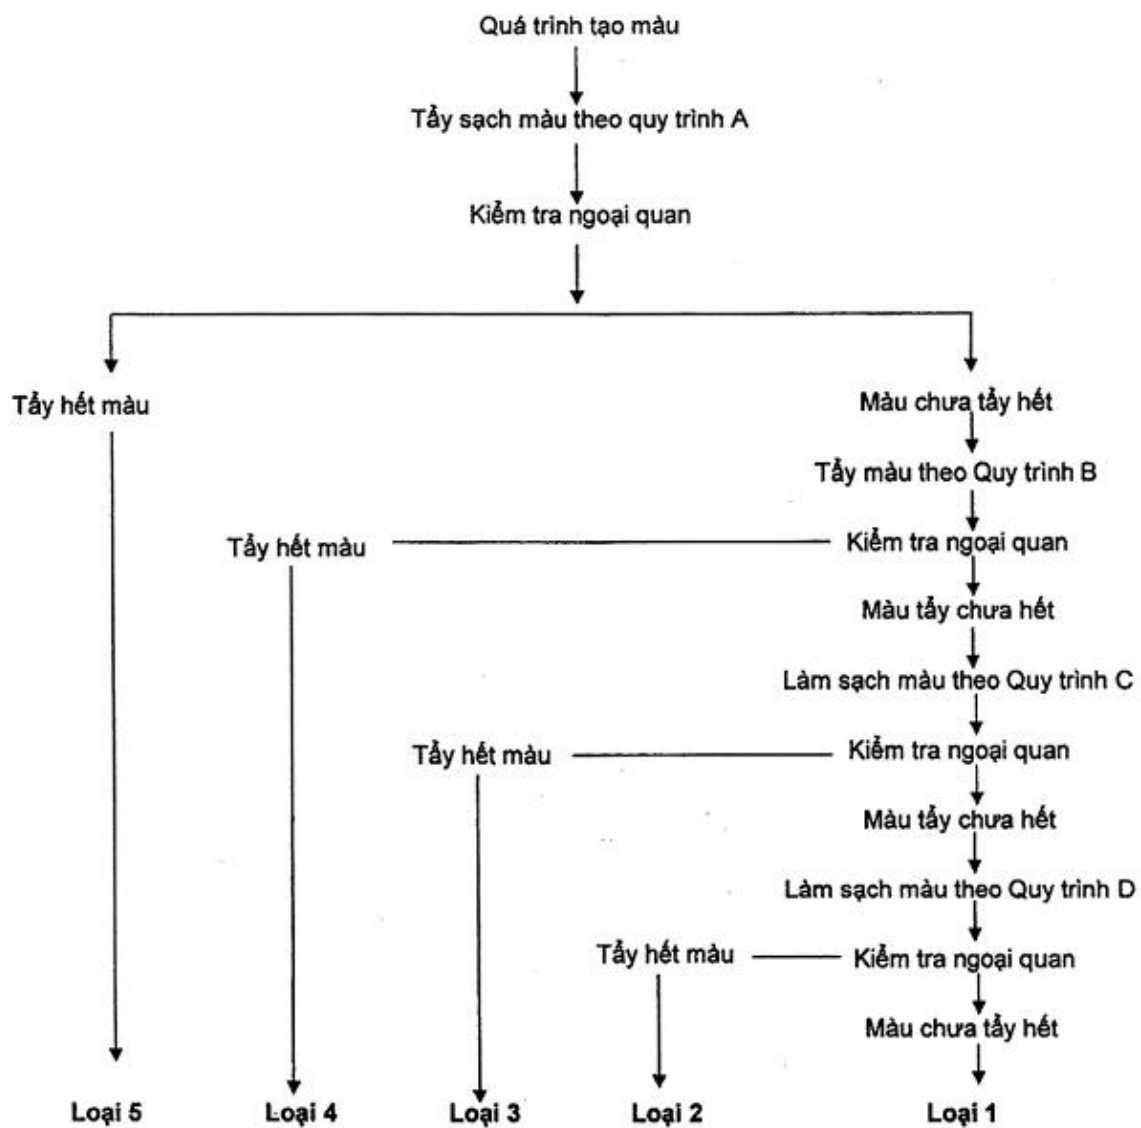 Quá trình tạo màu
Tẩy sạch màu theo quy trình A
Kiểm tra ngoại quan
Tẩy hết màu
Màu chưa tẩy hết
Tẩy màu theo Quy trình B
Tẩy hết màu
Kiểm tra ngoại quan
Màu tẩy chưa hết
Làm sạch màu theo Quy trình C
Tẩy hết màu
Kiểm tra ngoại quan
Màu tẩy chưa hết
Làm sạch màu theo Quy trình D
Tẩy hết màu
Kiểm tra ngoại quan
Màu chưa tẩy hết
Loại 5
Loại 4
Loại 3
Loại 2
Loại 1